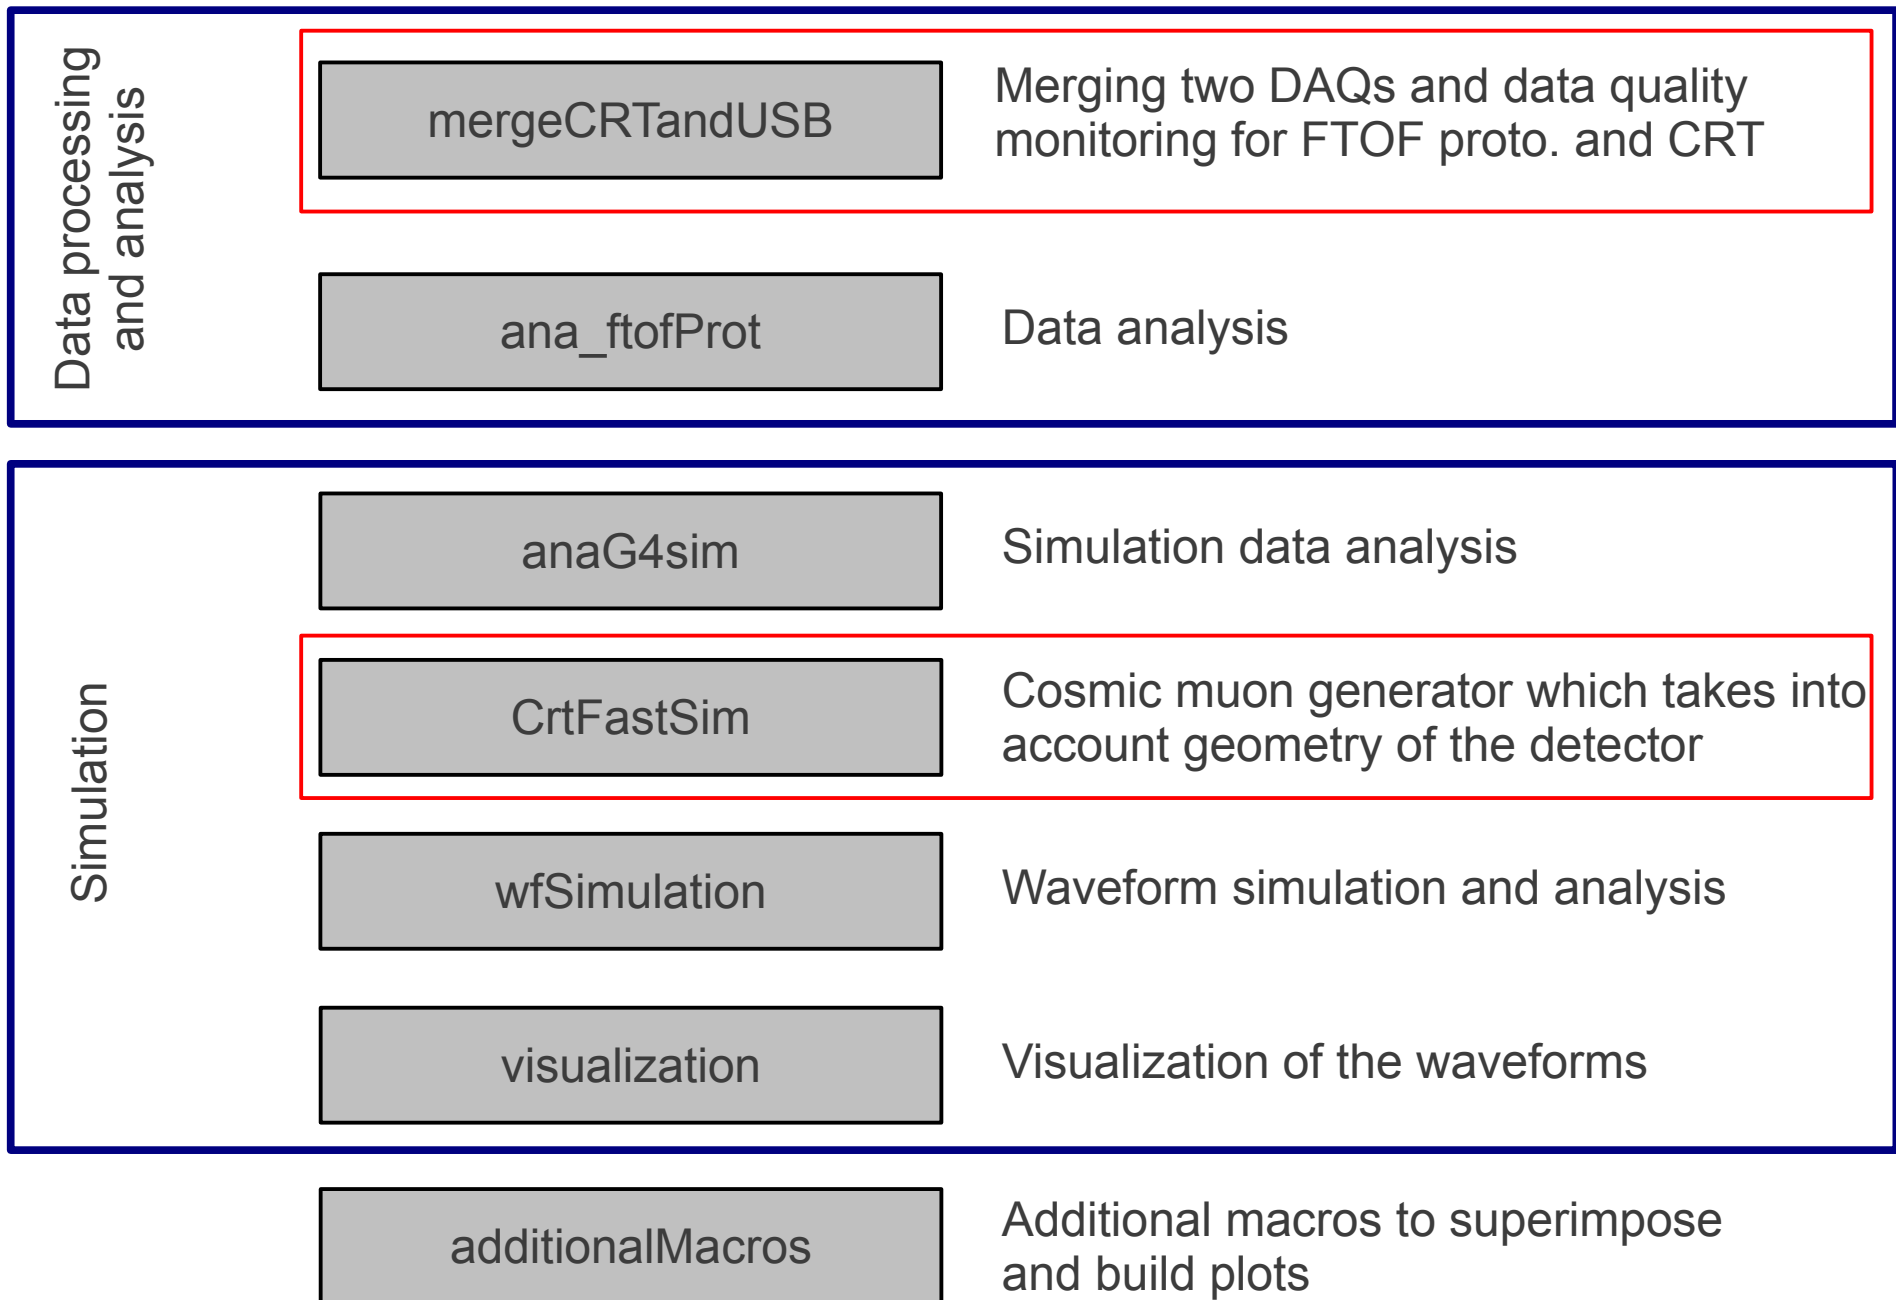 Data processing
and analysis
mergeCRTandUSB
Merging two DAQs and data quality
monitoring for FTOF proto. and CRT
ana_ftofProt
Data analysis
Simulation
anaG4sim
Simulation data analysis
CrtFastSim
Cosmic muon generator which takes into
account geometry of the detector
wfSimulation
Waveform simulation and analysis
visualization
Visualization of the waveforms
additionalMacros
Additional macros to superimpose
and build plots